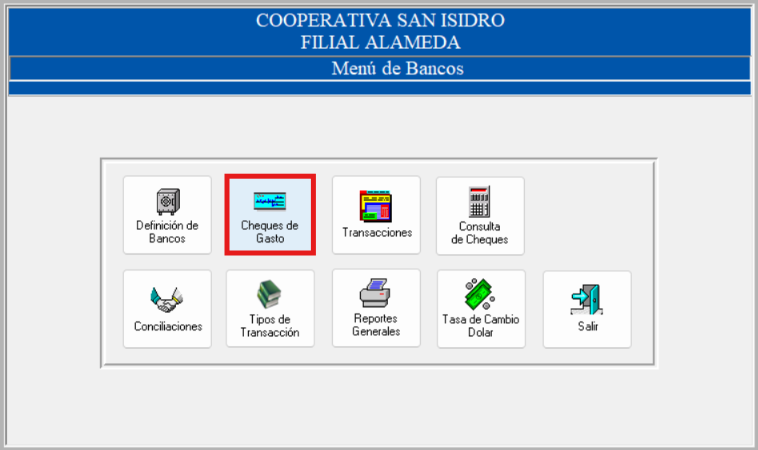 COOPERATIVA SAN ISIDRO
FILIAL ALAMEDA
Menú de Bancos
Definición de
Bancos
Cheques de
Gasto
Transacciones
Consulta
de Cheques
Conciliaciones
Tipos de
Transacción
Reportes
Generales
Tasa de Cambio
Dolar
Salir